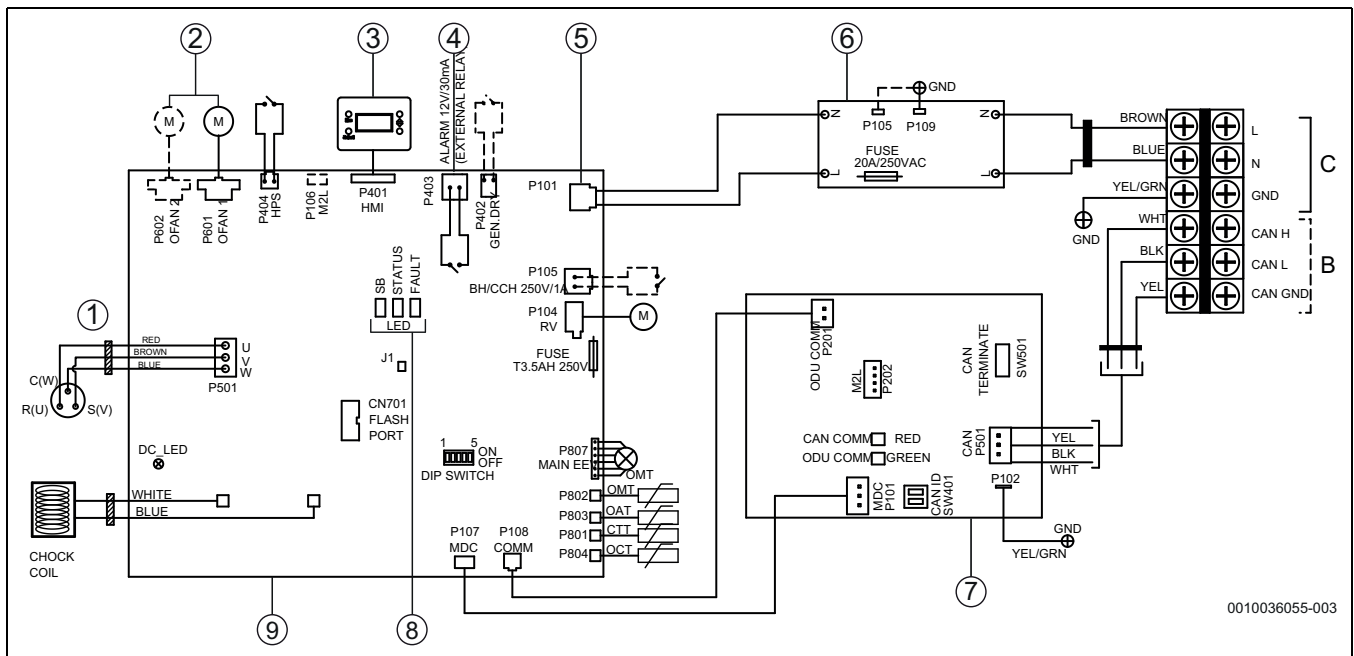 2
3
4
5
6
ALARM 12V/30mA
(EXTERNAL RELAY)
M
M
GND
N
P105
P109
N
FUSE
20A/250VAC
L
L
BROWN
L
BLUE
N
YEL/GRN
GND
C
GND
WHT
CAN H
BLK
CAN L
B
YEL
CAN GND
P602
OFAN 2
P601
OFAN 1
P404
HPS
P106
M2L
P401
HMI
P403
P402
GEN.DRY
P101
SB
STATUS
FAULT
LED
P105
BH/CCH 250V/1A
P104
RV
M
FUSE
T3.5AH 250V
1
RED
BROWN
BLUE
U
V
W
P501
C(W)
R(U)
S(V)
J1
CN701
FLASH
PORT
DC_LED
1
5
ON
OFF
DIP SWITCH
P807
MAIN EEV
OMT
P802
OMT
P803
OAT
P801
CTT
P804
OCT
WHITE
BLUE
CHOCK
COIL
P107
MDC
P108
COMM
ODU COMM
P201
M2L
P202
CAN
TERMINATE
SW501
CAN COMM
RED
ODU COMM
GREEN
CAN
P501
YEL
BLK
WHT
MDC
P101
CAN ID
SW401
P102
GND
YEL/GRN
7
8
9
0010036055-003